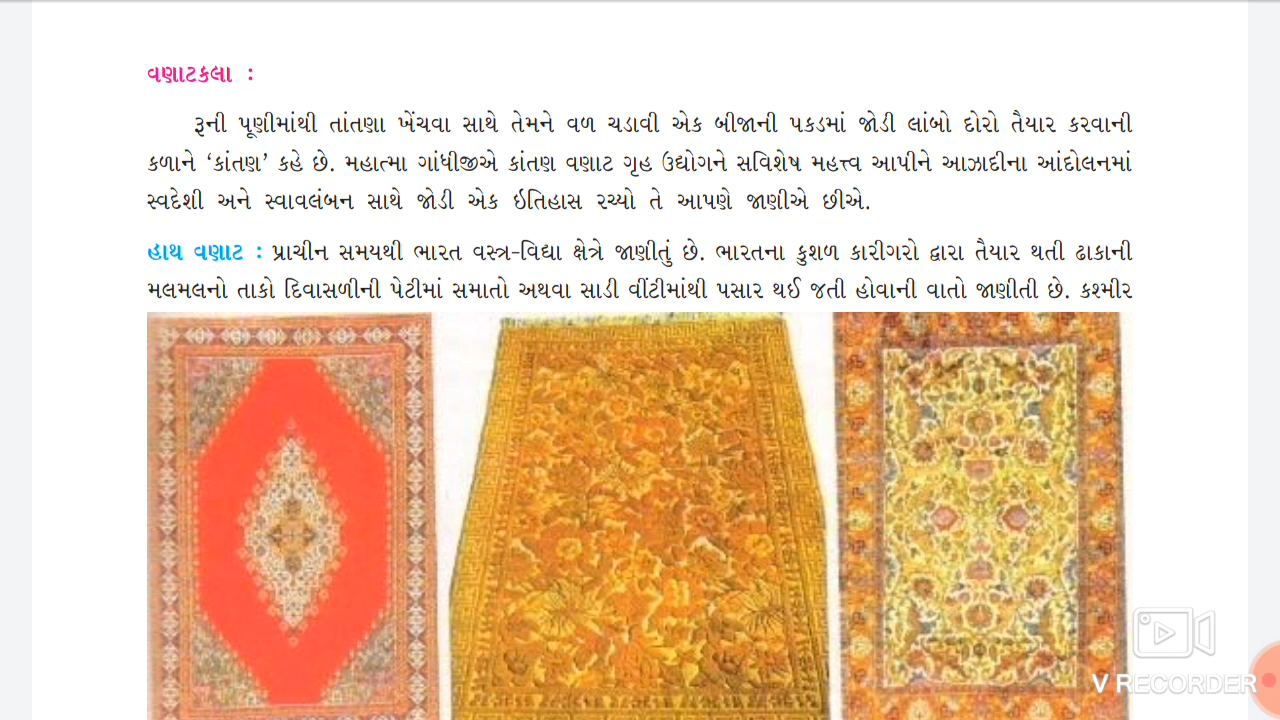 વણાટકલા :
રૂની પૂણીમાંથી તાંતણા ખેંચવા સાથે તેમને વળ ચડાવી એક બીજાની પકડમાં જોડી લાંબો દોરો તૈયાર કરવાની
કળાને ‘કાંતણ’ કહે છે. મહાત્મા ગાંધીજીએ કાંતણ વણાટ ગૃહ ઉદ્યોગને સવિશેષ મહત્ત્વ આપીને આઝાદીના આંદોલનમાં
સ્વદેશી અને સ્વાવલંબન સાથે જોડી એક ઇતિહાસ રચ્યો તે આપણે જાણીએ છીએ.
હાથ વણાટ : પ્રાચીન સમયથી ભારત વસ્ત્ર-વિદ્યા ક્ષેત્રે જાણીતું છે. ભારતના કુશળ કારીગરો દ્વારા તૈયાર થતી ઢાકાની
મલમલનો તાકો દિવાસળીની પેટીમાં સમાતો અથવા સાડી વીંટીમાંથી પસાર થઈ જતી હોવાની વાતો જાણીતી છે. કશ્મીર
V RECORDER